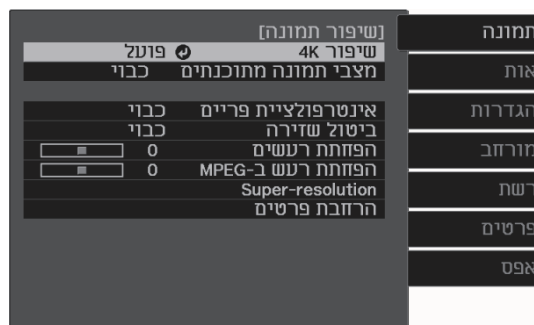 [שיפור תמונה]
שיפור 4K פועל
מצבי תמונה מתוכנתים כבוי
אינטרפולציית פריים כבוי
ביטול שזירה כבוי
הפחתת רעשים 0
הפחתת רעש ב-MPEG 0
Super-resolution
הרחבת פרטים
תמונה
אות
הגדרות
מורחב
רשת
פרטים
אפס